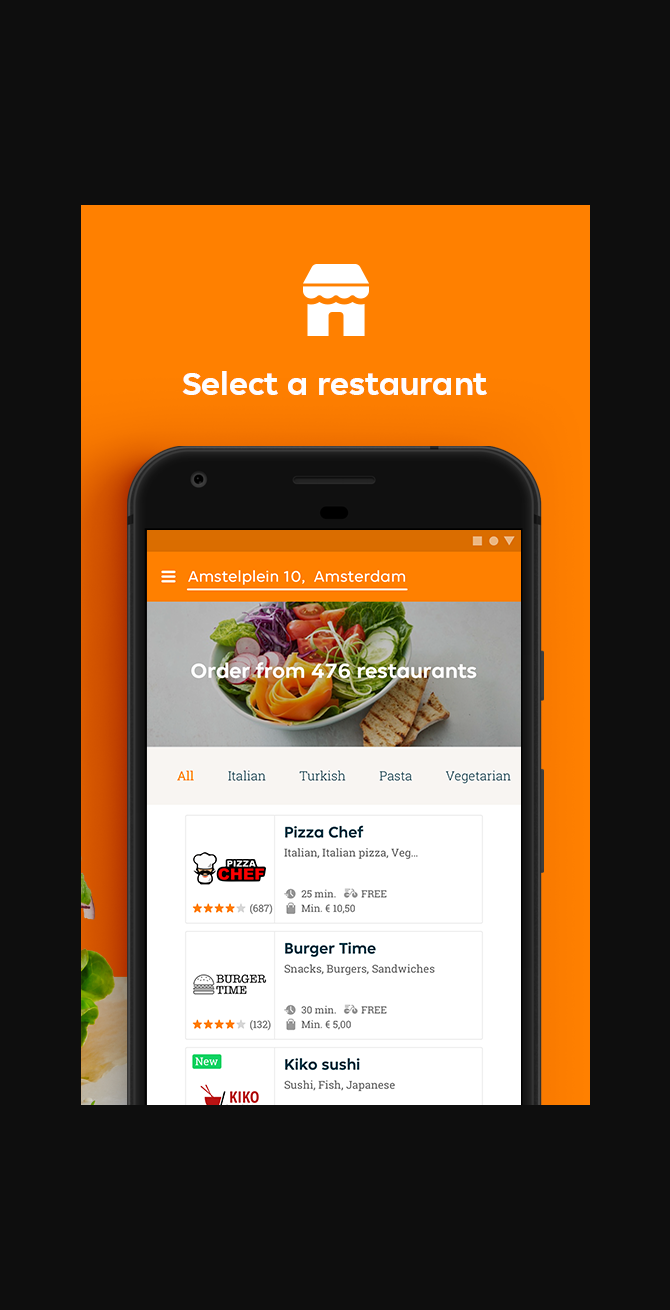 Select a restaurant
Amstelplein 10,  Amsterdam
Order from 476 restaurants
All Italian Turkish Pasta Vegetarian
Pizza Chef
Italian, Italian pizza, Veg...
PIZZA
CHEF
25 min. FREE
(687) Min. € 10,50
Burger Time
Snacks, Burgers, Sandwiches
BURGER
TIME
30 min. FREE
(132) Min. € 5,00
New
Kiko sushi
Sushi, Fish, Japanese
KIKO